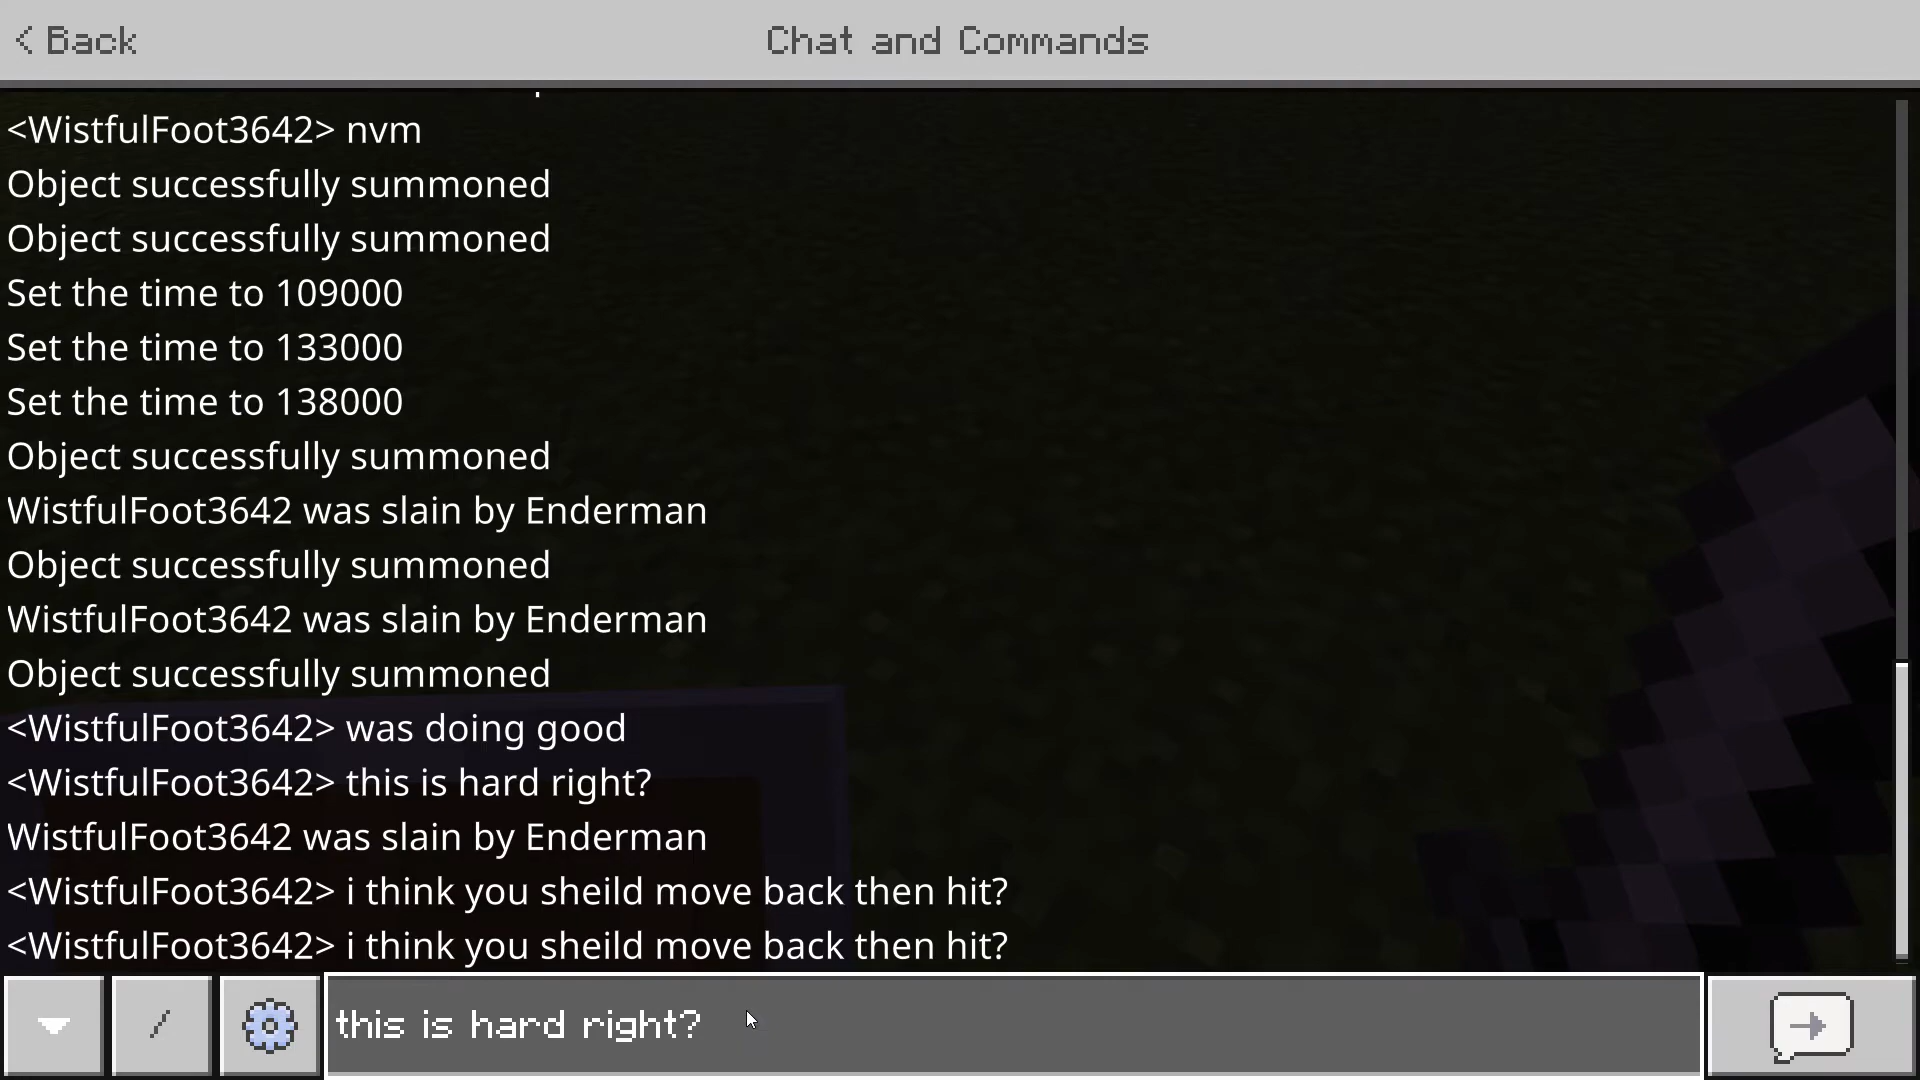 < Back
Chat and Commands
<WistfulFoot3642> nvm
Object successfully summoned
Object successfully summoned
Set the time to 109000
Set the time to 133000
Set the time to 138000
Object successfully summoned
WistfulFoot3642 was slain by Enderman
Object successfully summoned
WistfulFoot3642 was slain by Enderman
Object successfully summoned
<WistfulFoot3642> was doing good
<WistfulFoot3642> this is hard right?
WistfulFoot3642 was slain by Enderman
<WistfulFoot3642> i think you sheild move back then hit?
<WistfulFoot3642> i think you sheild move back then hit?
/
this is hard right?